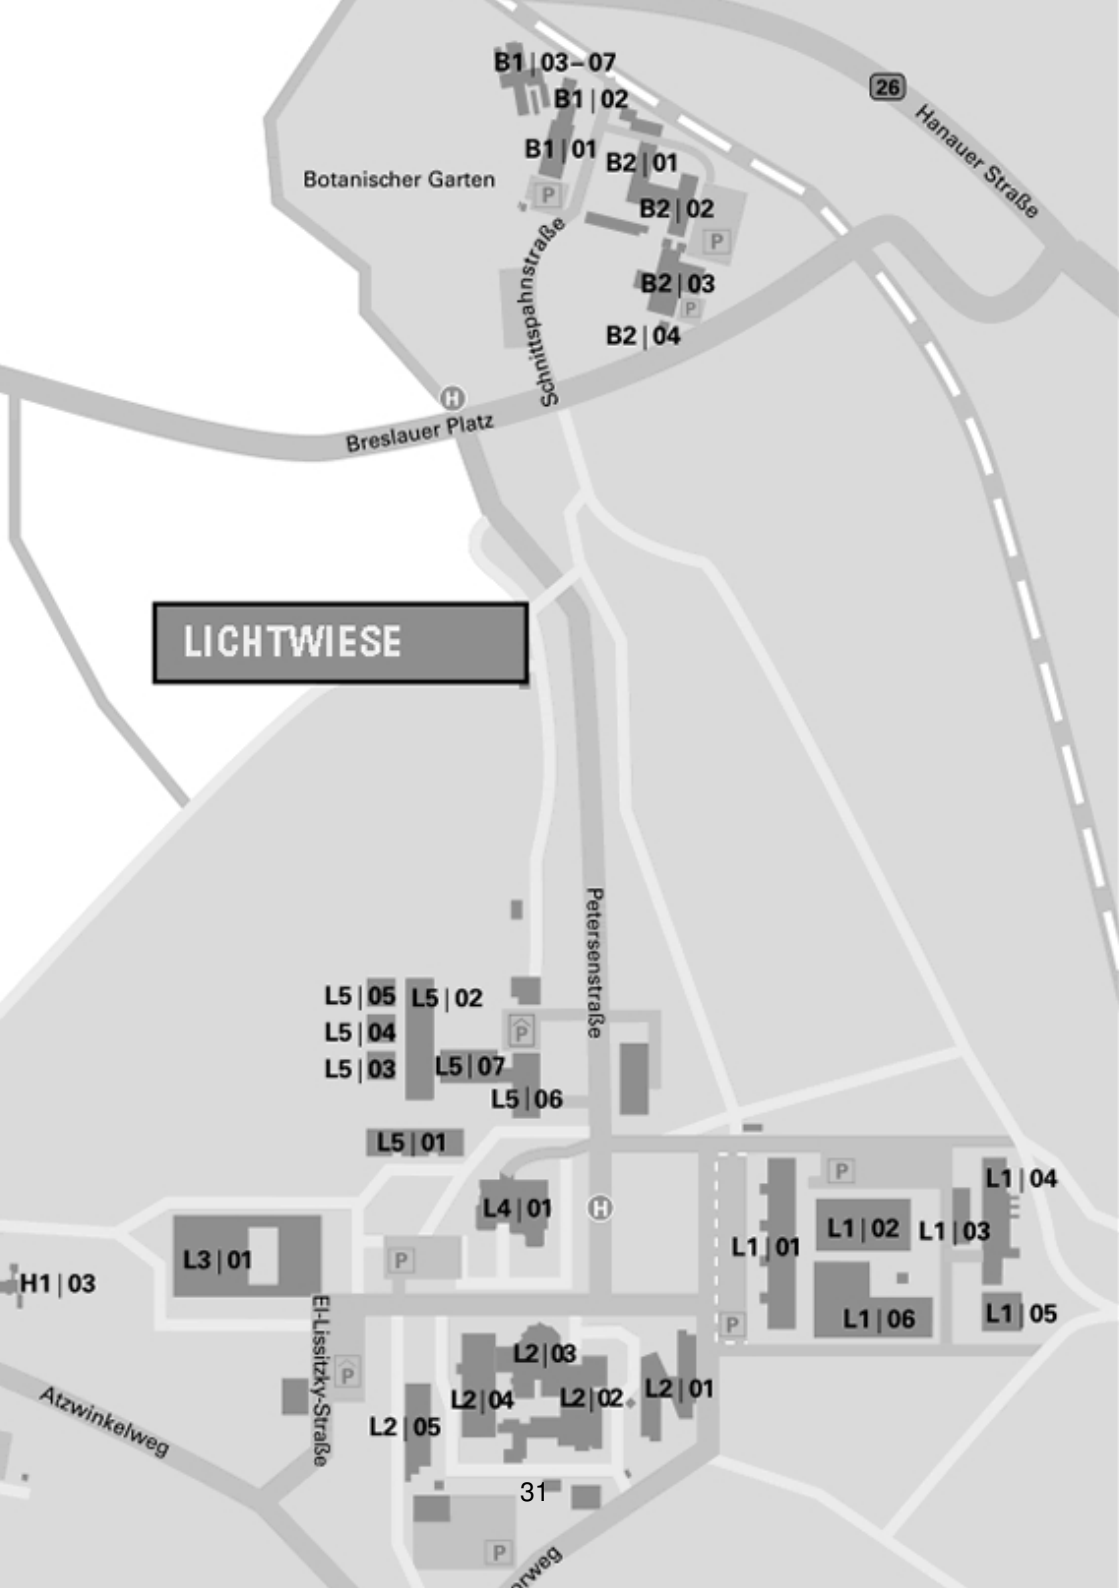 B1|03–07
B1|02
26
Hanauer Straße
B1|01
B2|01
Botanischer Garten
P
B2|02
P
Schnittspahnstraße
B2|03
P
B2|04
H
Breslauer Platz
LICHTWIESE
Petersenstraße
L5|05
L5|02
L5|04
P
L5|03
L5|07
L5|06
L5|01
P
L1|04
L4|01
H
L1|02
L1|03
L1|01
L3|01
P
H1|03
L1|05
L1|06
P
El-Lissitzky-Straße
L2|03
P
L2|01
L2|04
L2|02
Atzwinkelweg
L2|05
31
P
erweg